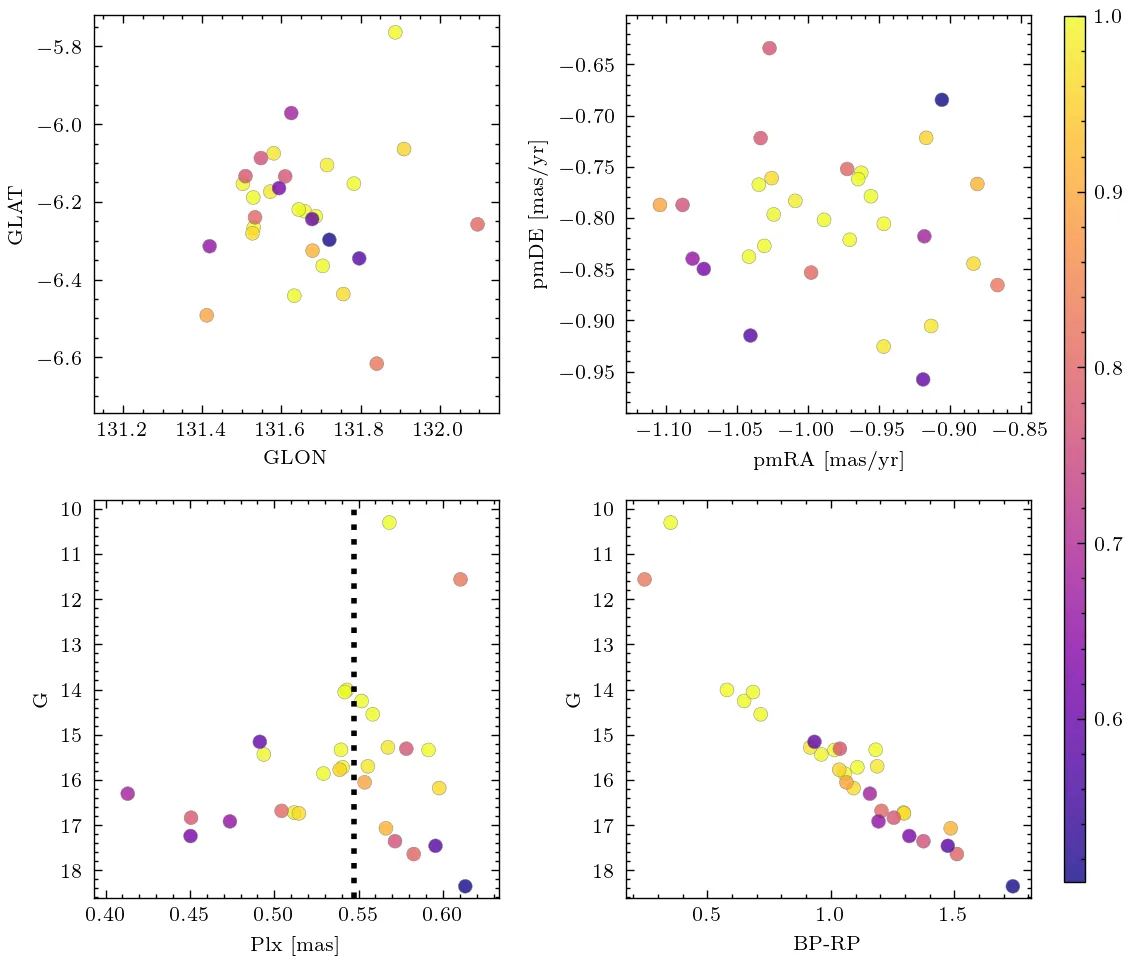 −5.8
−6.0
−6.2
−6.4
−6.6
GLAT
131.2 131.4 131.6 131.8 132.0
GLON
−0.65
−0.70
−0.75
−0.80
−0.85
−0.90
−0.95
pmDE [mas/yr]
−1.10 −1.05 −1.00 −0.95 −0.90 −0.85
pmRA [mas/yr]
1.0
0.9
0.8
0.7
0.6
10
11
12
13
14
15
16
17
18
G
0.40 0.45 0.50 0.55 0.60
Plx [mas]
10
11
12
13
14
15
16
17
18
G
0.5 1.0 1.5
BP-RP